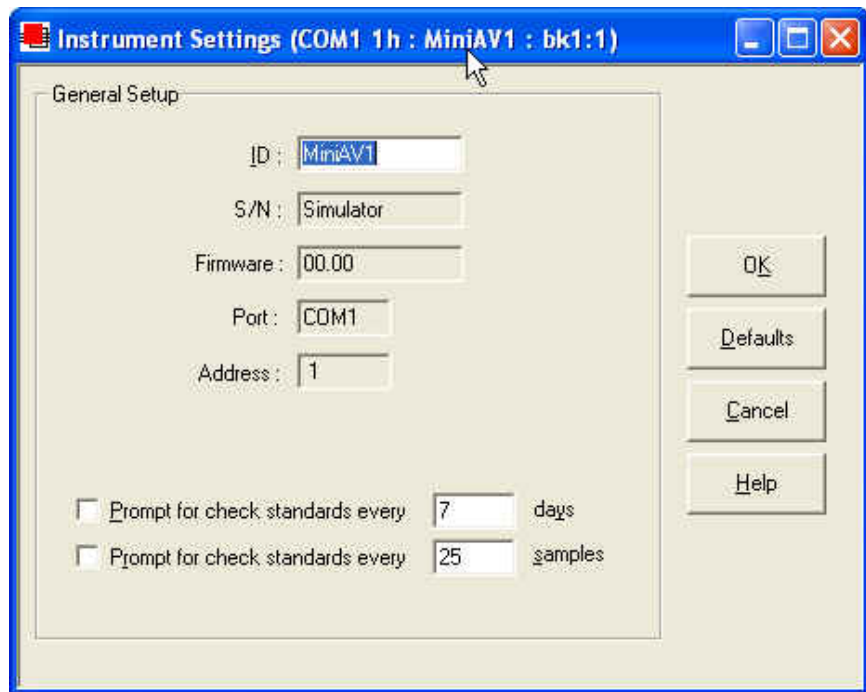 Instrument Settings (COM1 1h : MiniAV1 : bk1:1)
General Setup
ID : MiniAV1
S/N : Simulator
Firmware : 00.00
Port : COM1
Address : 1
Prompt for check standards every 7 days
Prompt for check standards every 25 samples
OK
Defaults
Cancel
Help